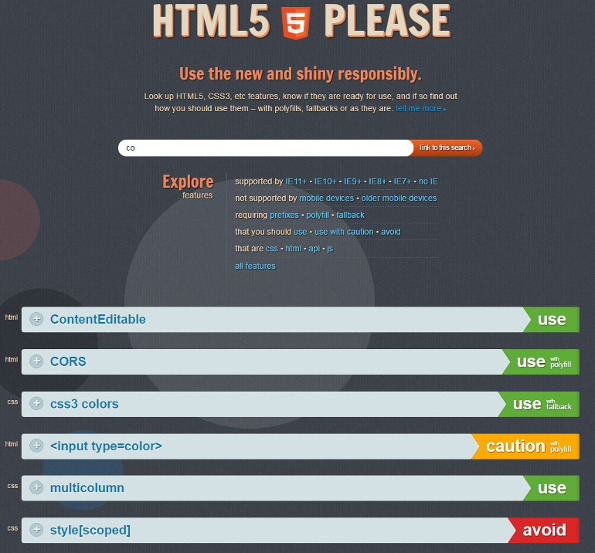 HTML5 5 PLEASE
Use the new and shiny responsibly.
Look up HTML5, CSS3, etc features, know if they are ready for use, and if so find out
how you should use them – with polyfills, fallbacks or as they are. tell me more ›
co
link to this search ›
Explore
features
supported by IE11+ • IE10+ • IE9+ • IE8+ • IE7+ • no IE
not supported by mobile devices • older mobile devices
requiring prefixes • polyfill • fallback
that you should use • use with caution • avoid
that are css • html • api • js
all features
html ContentEditable use
html CORS use with polyfill
css css3 colors use with fallback
html <input type=color> caution with polyfill
css multicolumn use
css style[scoped] avoid